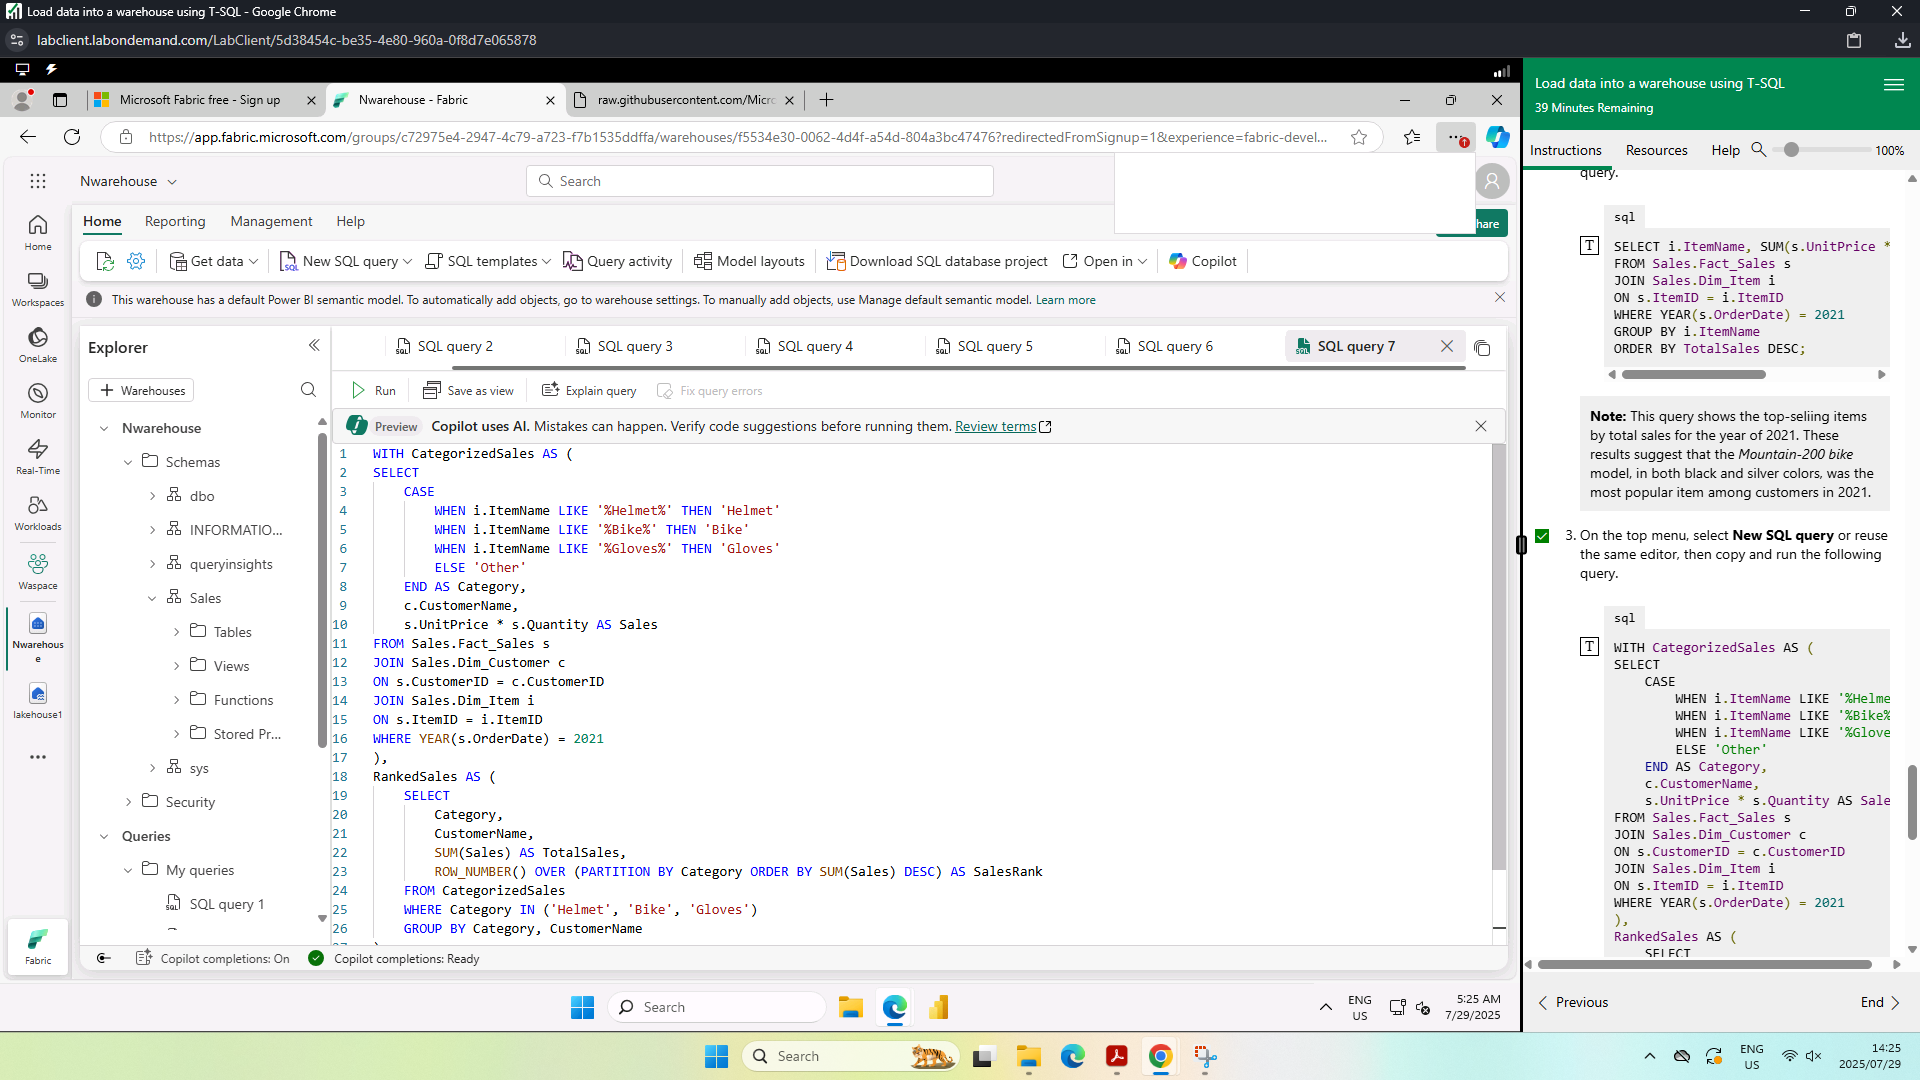 Load data into a warehouse using T-SQL - Google Chrome
labclient.labondemand.com/LabClient/5d38454c-be35-4e80-960a-0f8d7e065878
Microsoft Fabric free - Sign up
Nwarehouse - Fabric
raw.githubusercontent.com/Micr
https://app.fabric.microsoft.com/groups/c72975e4-2947-4c79-a723-f7b1535ddffa/warehouses/f5534e30-0062-4d4f-a54d-804a3bc47476?redirectedFromSignup=1&experience=fabric-devel...
Nwarehouse
Search
Home
Reporting
Management
Help
hare
Get data
New SQL query
SQL templates
Query activity
Model layouts
Download SQL database project
Open in
Copilot
This warehouse has a default Power BI semantic model. To automatically add objects, go to warehouse settings. To manually add objects, use Manage default semantic model. Learn more
Home
Workspaces
OneLake
Monitor
Real-Time
Workloads
Waspace
Nwarehous
e
lakehouse1
Fabric
Explorer
Warehouses
Nwarehouse
Schemas
dbo
INFORMATIO...
queryinsights
Sales
Tables
Views
Functions
Stored Pr...
sys
Security
Queries
My queries
SQL query 1
SQL query 2
SQL query 3
SQL query 4
SQL query 5
SQL query 6
SQL query 7
Run
Save as view
Explain query
Fix query errors
Preview
Copilot uses AI. Mistakes can happen. Verify code suggestions before running them. Review terms
1 WITH CategorizedSales AS (
2 SELECT
3 CASE
4 WHEN i.ItemName LIKE '%Helmet%' THEN 'Helmet'
5 WHEN i.ItemName LIKE '%Bike%' THEN 'Bike'
6 WHEN i.ItemName LIKE '%Gloves%' THEN 'Gloves'
7 ELSE 'Other'
8 END AS Category,
9 c.CustomerName,
10 s.UnitPrice * s.Quantity AS Sales
11 FROM Sales.Fact_Sales s
12 JOIN Sales.Dim_Customer c
13 ON s.CustomerID = c.CustomerID
14 JOIN Sales.Dim_Item i
15 ON s.ItemID = i.ItemID
16 WHERE YEAR(s.OrderDate) = 2021
17 ),
18 RankedSales AS (
19 SELECT
20 Category,
21 CustomerName,
22 SUM(Sales) AS TotalSales,
23 ROW_NUMBER() OVER (PARTITION BY Category ORDER BY SUM(Sales) DESC) AS SalesRank
24 FROM CategorizedSales
25 WHERE Category IN ('Helmet', 'Bike', 'Gloves')
26 GROUP BY Category, CustomerName
Copilot completions: On
Copilot completions: Ready
Search
ENG
US
5:25 AM
7/29/2025
Load data into a warehouse using T-SQL
39 Minutes Remaining
Instructions
Resources
Help
100%
query.
sql
T
SELECT i.ItemName, SUM(s.UnitPrice *
FROM Sales.Fact_Sales s
JOIN Sales.Dim_Item i
ON s.ItemID = i.ItemID
WHERE YEAR(s.OrderDate) = 2021
GROUP BY i.ItemName
ORDER BY TotalSales DESC;
Note: This query shows the top-seliing items
by total sales for the year of 2021. These
results suggest that the Mountain-200 bike
model, in both black and silver colors, was the
most popular item among customers in 2021.
3. On the top menu, select New SQL query or reuse
the same editor, then copy and run the following
query.
sql
T
WITH CategorizedSales AS (
SELECT
CASE
WHEN i.ItemName LIKE '%Helme
WHEN i.ItemName LIKE '%Bike%
WHEN i.ItemName LIKE '%Glove
ELSE 'Other'
END AS Category,
c.CustomerName,
s.UnitPrice * s.Quantity AS Sale
FROM Sales.Fact_Sales s
JOIN Sales.Dim_Customer c
ON s.CustomerID = c.CustomerID
JOIN Sales.Dim_Item i
ON s.ItemID = i.ItemID
WHERE YEAR(s.OrderDate) = 2021
),
RankedSales AS (
SELECT
Previous
End
Search
ENG
US
14:25
2025/07/29